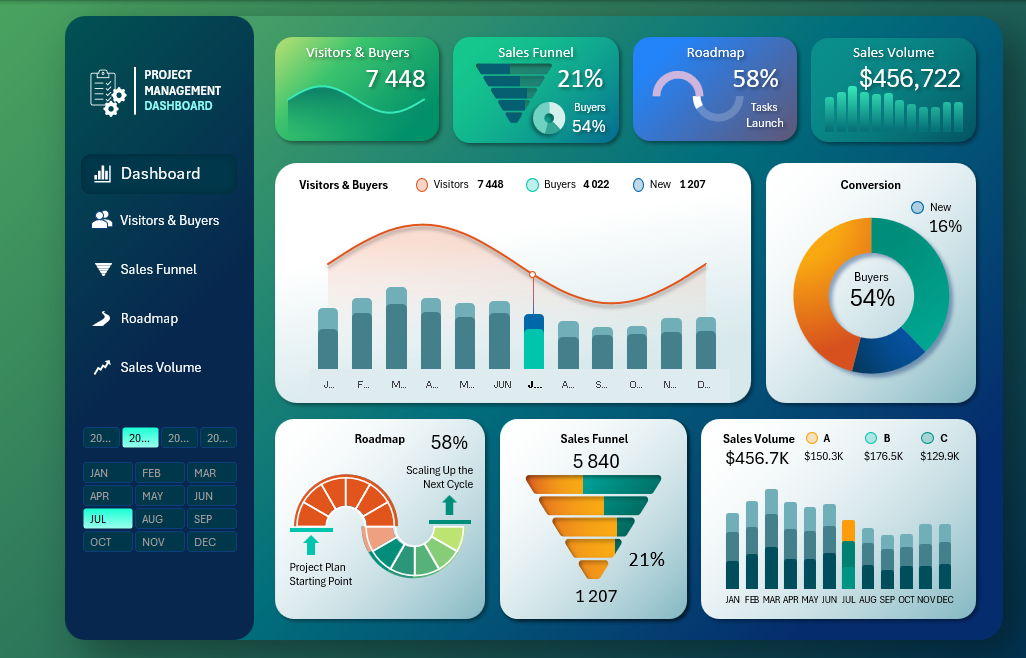 PROJECT
MANAGEMENT
DASHBOARD
Dashboard
Visitors & Buyers
Sales Funnel
Roadmap
Sales Volume
20... 20... 20... 20...
JAN FEB MAR
APR MAY JUN
JUL AUG SEP
OCT NOV DEC
Visitors & Buyers
7 448
Sales Funnel
21%
Buyers
54%
Roadmap
58%
Tasks
Launch
Sales Volume
$456,722
Visitors & Buyers Visitors 7 448 Buyers 4 022 New 1 207
J... F... M... A... M... JUN J... A... S... O... N... D...
Conversion
New
16%
Buyers
54%
Roadmap 58%
Scaling Up the
Next Cycle
Project Plan
Starting Point
Sales Funnel
5 840
21%
1 207
Sales Volume A B C
$456.7K $150.3K $176.5K $129.9K
JAN FEB MAR APR MAY JUN JUL AUG SEP OCT NOV DEC